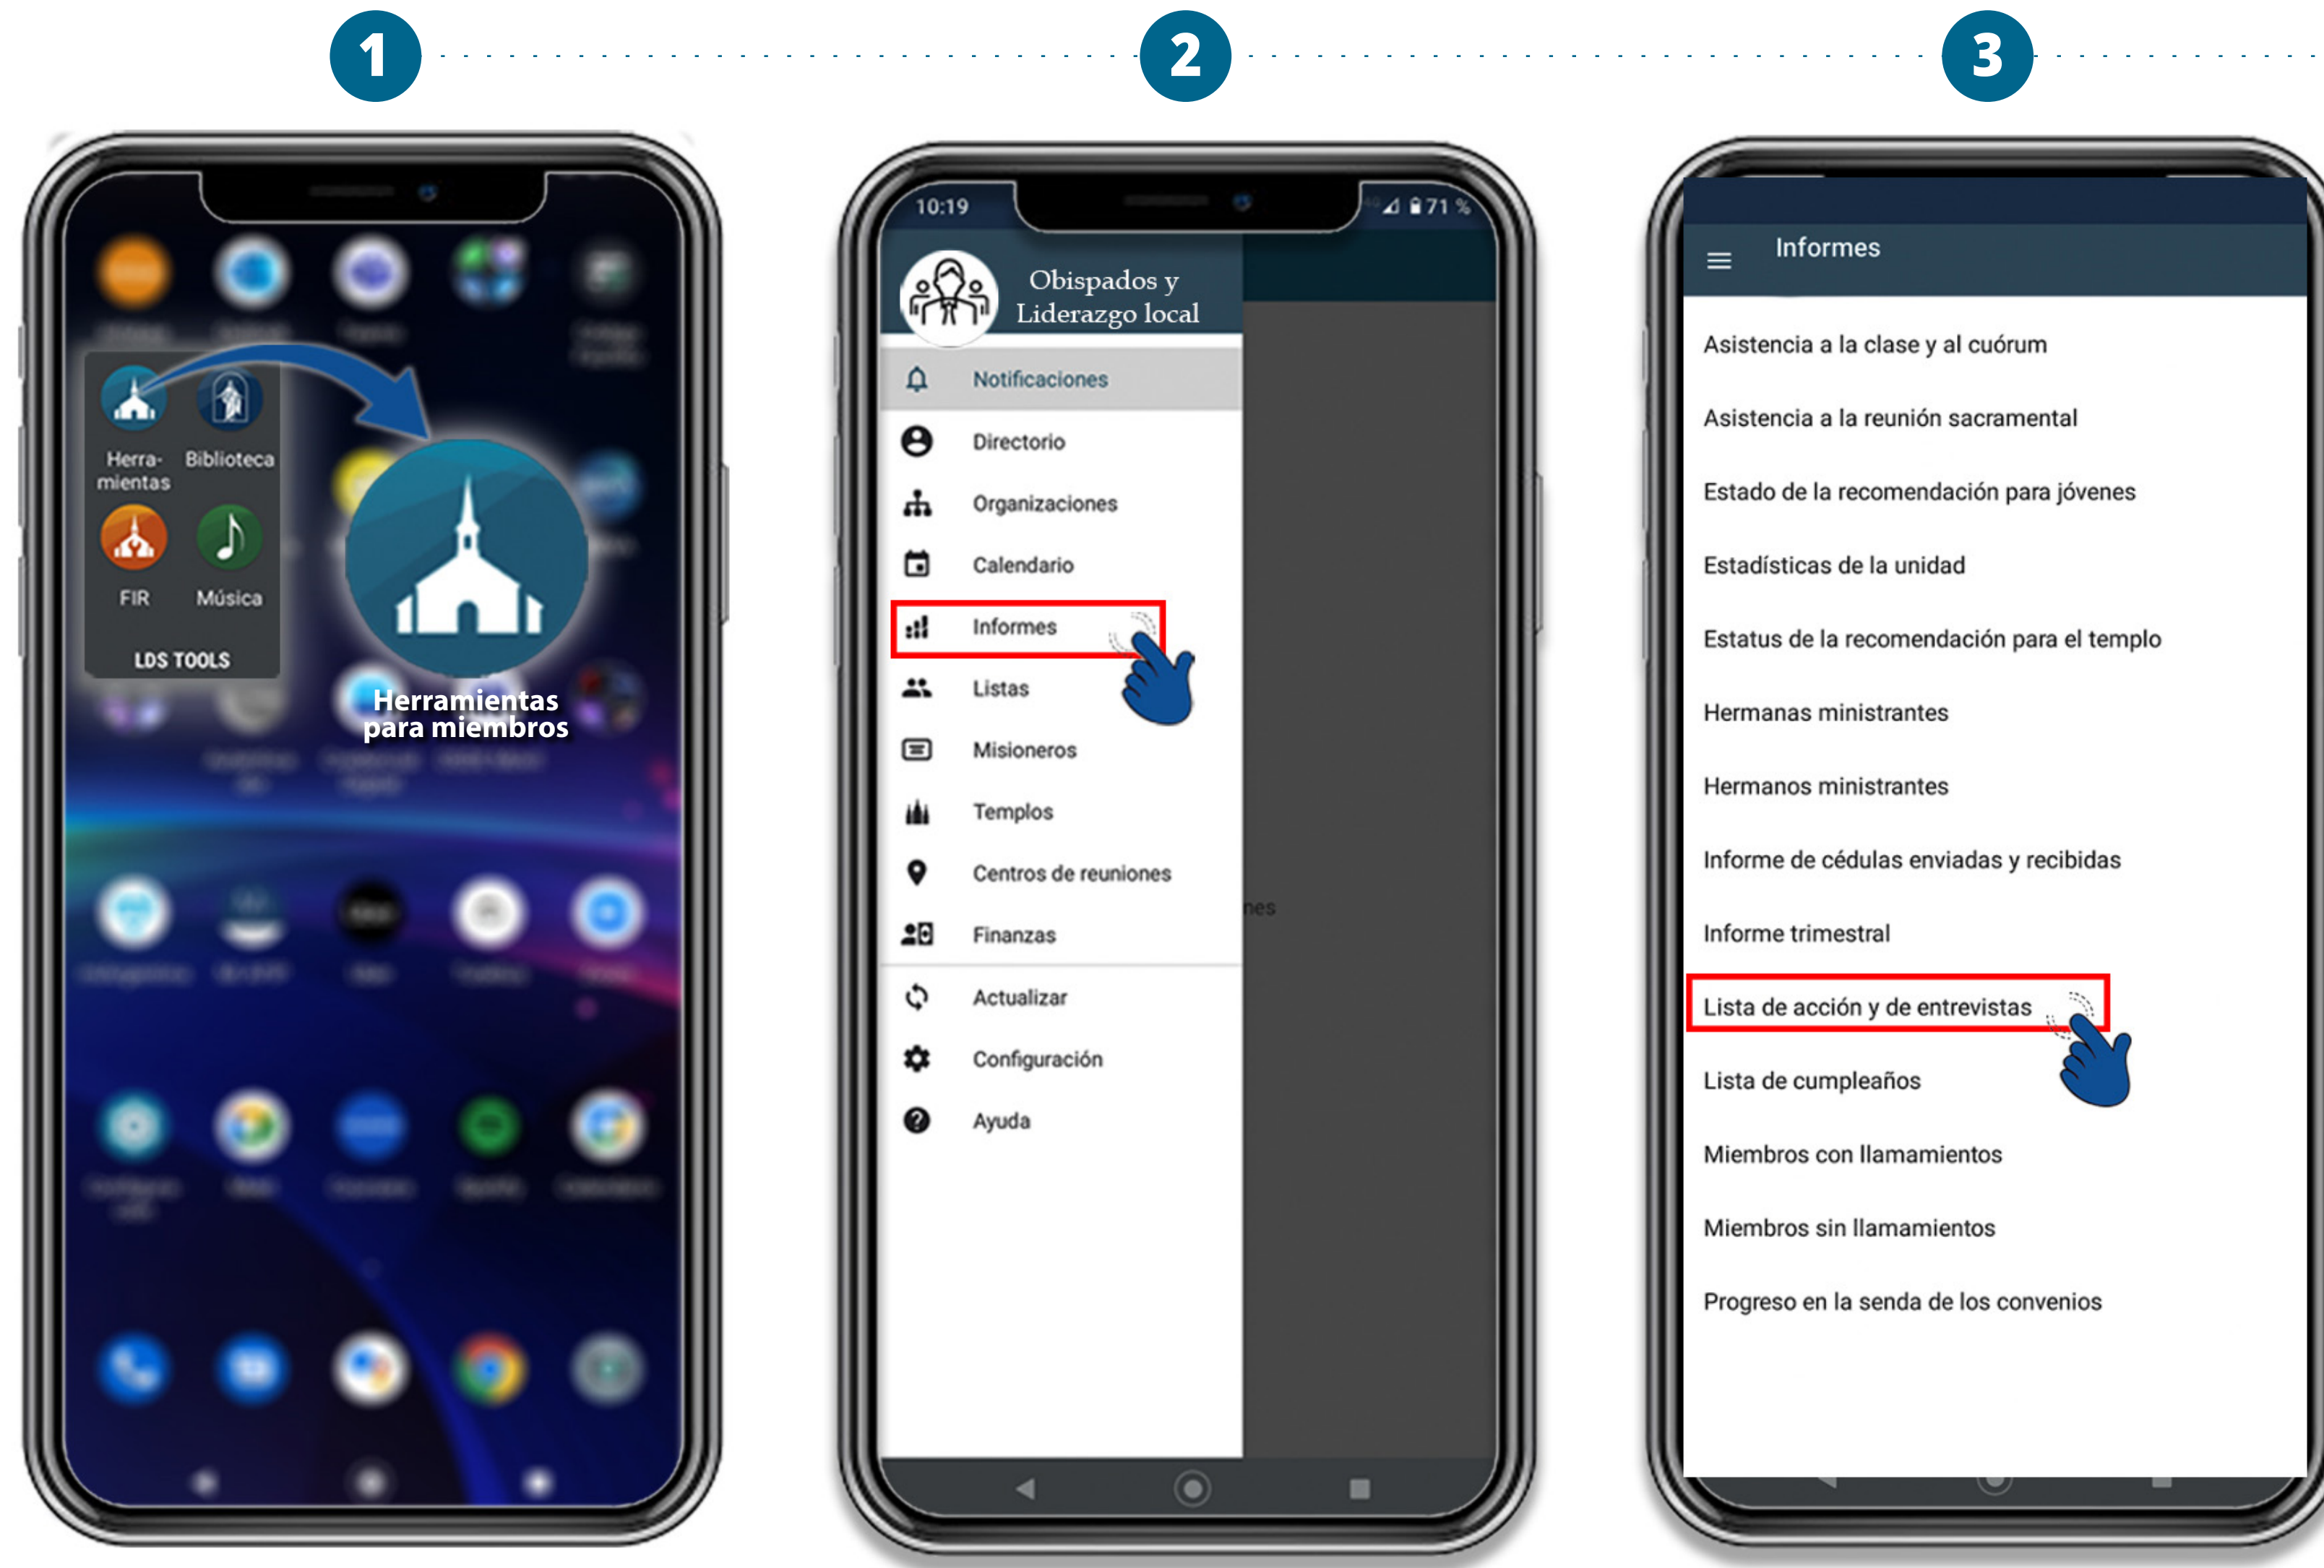 1
2
3
Herra-
mientas
Biblioteca
FIR
Música
LDS TOOLS
Herramientas
para miembros
10:19
4G
71 %
Obispados y
Liderazgo local
Notificaciones
Directorio
Organizaciones
Calendario
Informes
Listas
Misioneros
Templos
Centros de reuniones
Finanzas
Actualizar
Configuración
Ayuda
nes
Informes
Asistencia a la clase y al cuórum
Asistencia a la reunión sacramental
Estado de la recomendación para jóvenes
Estadísticas de la unidad
Estatus de la recomendación para el templo
Hermanas ministrantes
Hermanos ministrantes
Informe de cédulas enviadas y recibidas
Informe trimestral
Lista de acción y de entrevistas
Lista de cumpleaños
Miembros con llamamientos
Miembros sin llamamientos
Progreso en la senda de los convenios